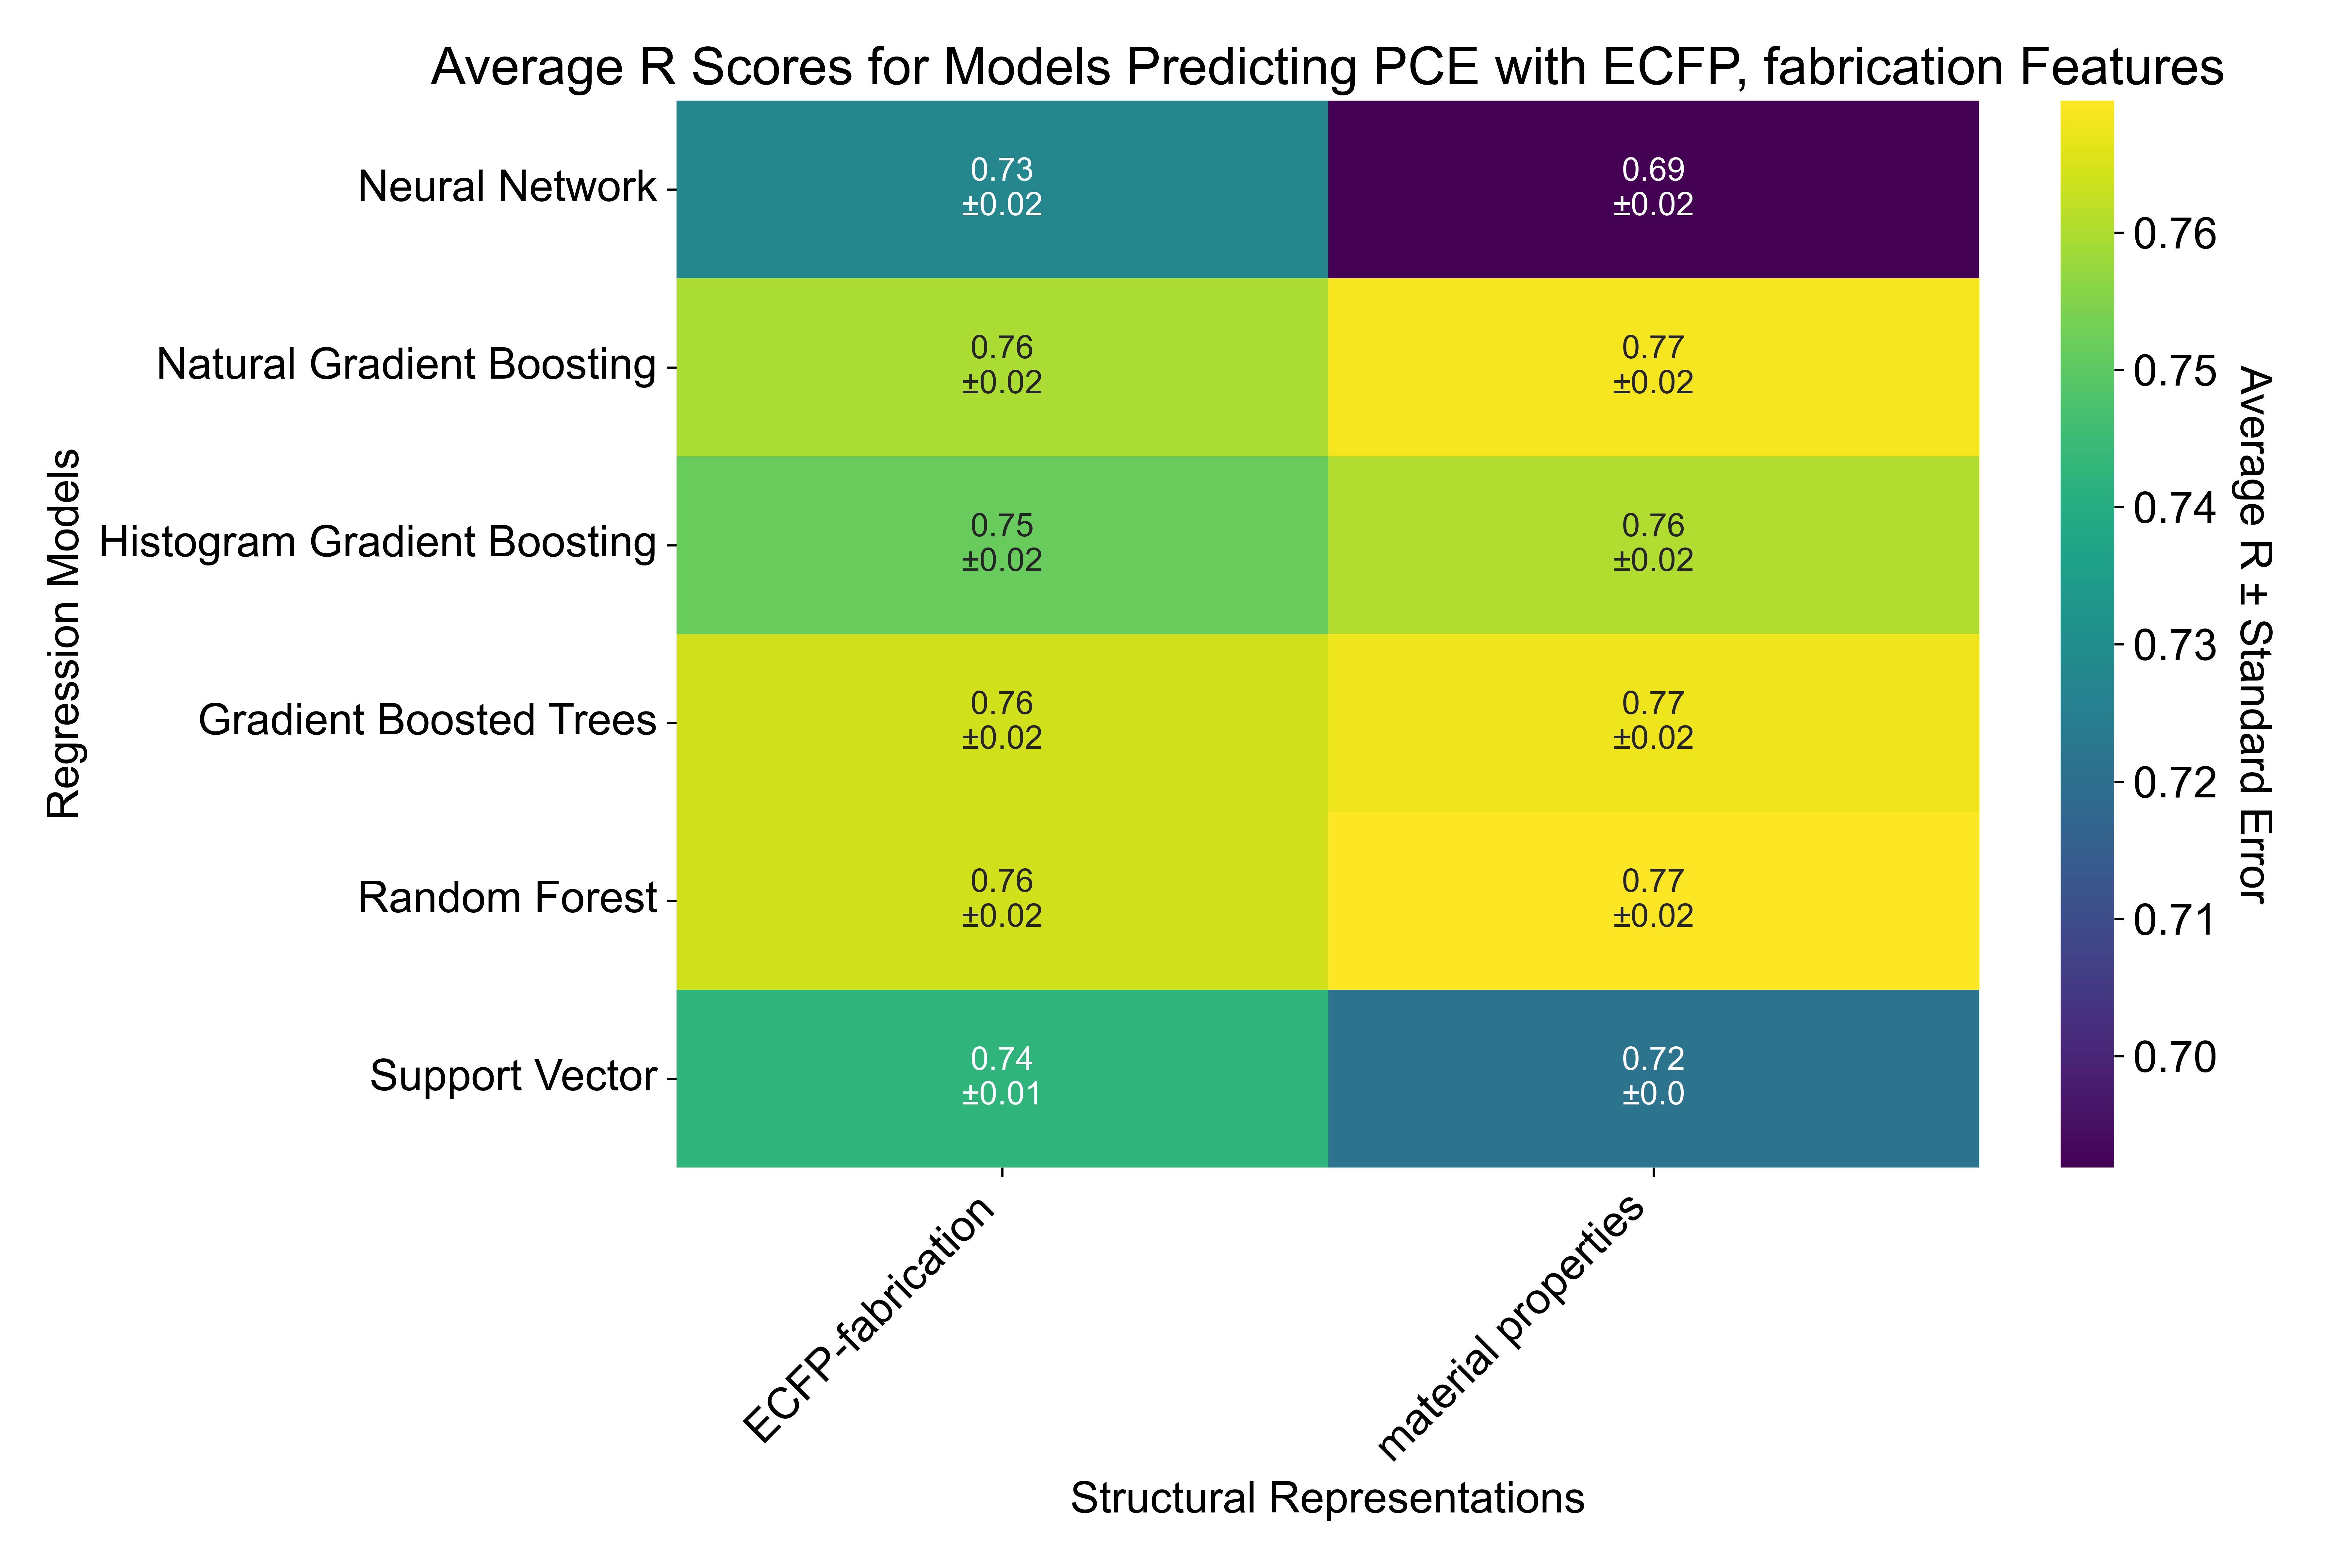 Average R Scores for Models Predicting PCE with ECFP, fabrication Features
Regression Models
Neural Network
0.73
±0.02
0.69
±0.02
Natural Gradient Boosting
0.76
±0.02
0.77
±0.02
Histogram Gradient Boosting
0.75
±0.02
0.76
±0.02
Gradient Boosted Trees
0.76
±0.02
0.77
±0.02
Random Forest
0.76
±0.02
0.77
±0.02
Support Vector
0.74
±0.01
0.72
±0.0
ECFP-fabrication
material properties
Structural Representations
0.76
0.75
0.74
0.73
0.72
0.71
0.70
Average R ± Standard Error